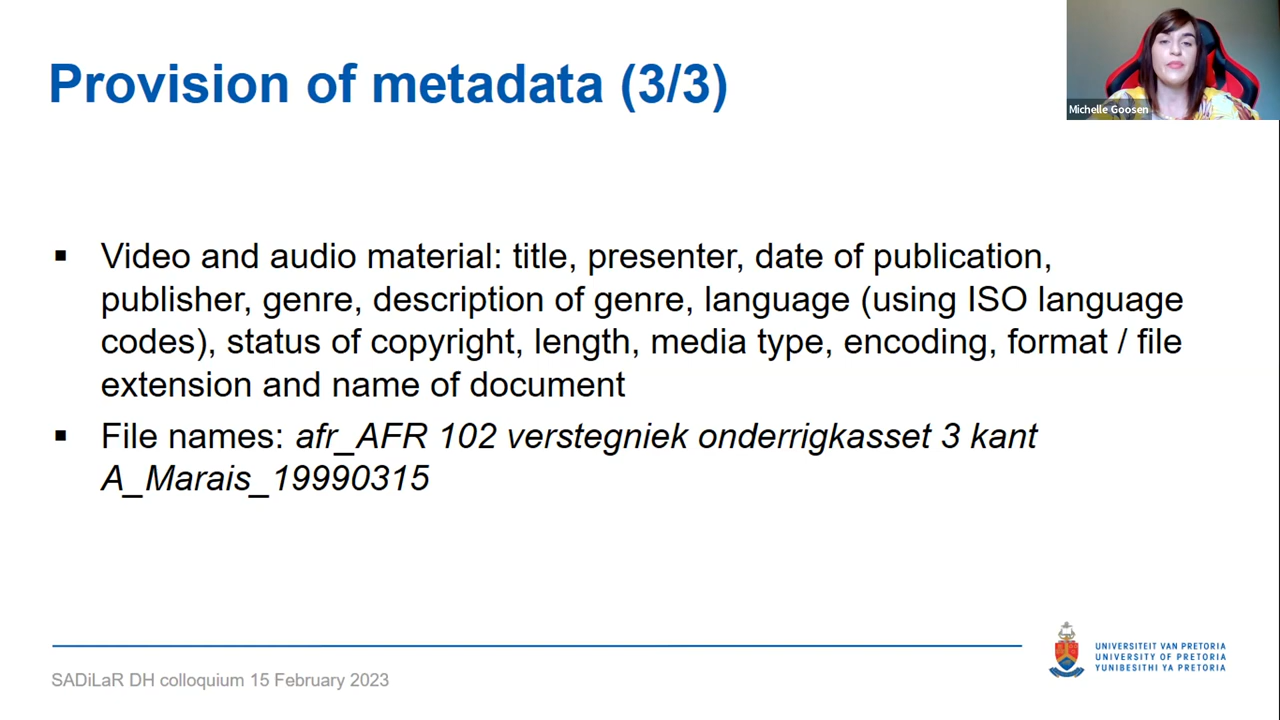 Provision of metadata (3/3)
Michelle Goosen
▪ Video and audio material: title, presenter, date of publication,
publisher, genre, description of genre, language (using ISO language
codes), status of copyright, length, media type, encoding, format / file
extension and name of document
▪ File names: afr_AFR 102 verstegniek onderrigkasset 3 kant
A_Marais_19990315
SADiLaR DH colloquium 15 February 2023
UNIVERSITEIT VAN PRETORIA
UNIVERSITY OF PRETORIA
YUNIBESITHI YA PRETORIA